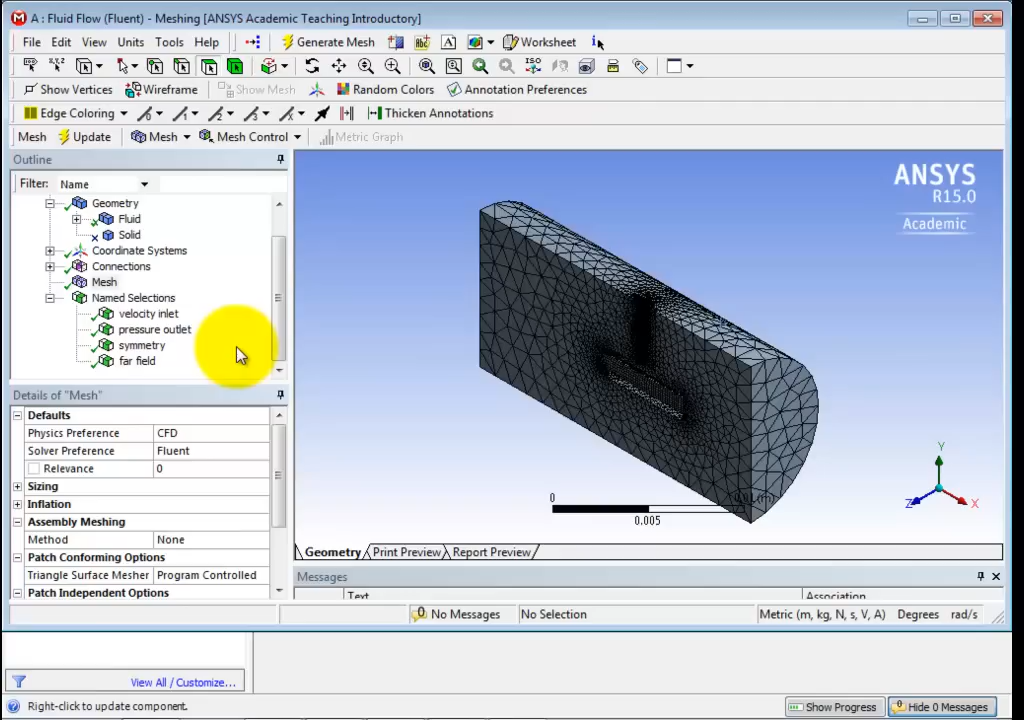 A : Fluid Flow (Fluent) - Meshing [ANSYS Academic Teaching Introductory]
File Edit View Units Tools Help Generate Mesh Worksheet
Show Vertices Wireframe Show Mesh Random Colors Annotation Preferences
Edge Coloring Thicken Annotations
Mesh Update Mesh Mesh Control Metric Graph
Outline
Filter: Name
Geometry
Fluid
Solid
Coordinate Systems
Connections
Mesh
Named Selections
velocity inlet
pressure outlet
symmetry
far field
Details of "Mesh"
Defaults
Physics Preference CFD
Solver Preference Fluent
Relevance 0
Sizing
Inflation
Assembly Meshing
Method None
Patch Conforming Options
Triangle Surface Mesher Program Controlled
Patch Independent Options
ANSYS
R15.0
Academic
0
0.005
Y
Z
X
Geometry Print Preview Report Preview
Messages
Text Association
No Messages No Selection Metric (m, kg, N, s, V, A) Degrees rad/s
View All / Customize...
Right-click to update component. Show Progress Hide 0 Messages